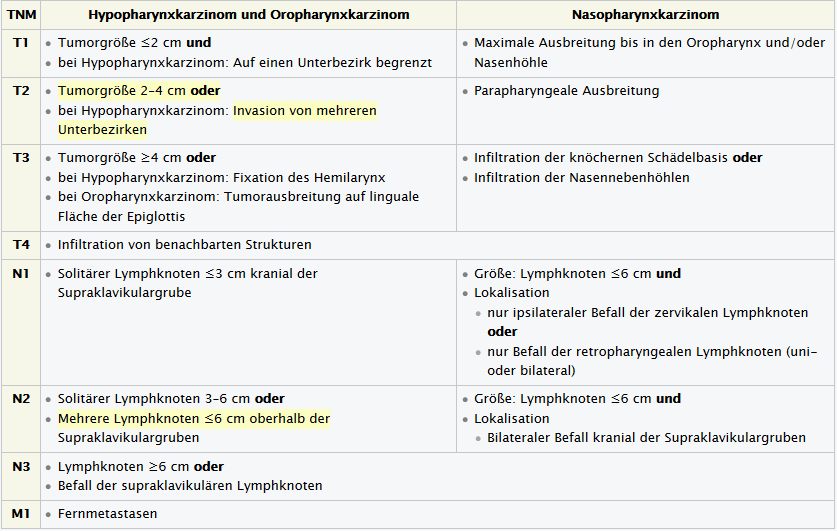 TNM Hypopharynxkarzinom und Oropharynxkarzinom Nasopharynxkarzinom
T1
Tumorgröße ≤2 cm und
bei Hypopharynxkarzinom: Auf einen Unterbezirk begrenzt
Maximale Ausbreitung bis in den Oropharynx und/oder
Nasenhöhle
T2
Tumorgröße 2–4 cm oder
bei Hypopharynxkarzinom: Invasion von mehreren
Unterbezirken
Parapharyngeale Ausbreitung
T3
Tumorgröße ≥4 cm oder
bei Hypopharynxkarzinom: Fixation des Hemilarynx
bei Oropharynxkarzinom: Tumorausbreitung auf linguale
Fläche der Epiglottis
Infiltration der knöchernen Schädelbasis oder
Infiltration der Nasennebenhöhlen
T4
Infiltration von benachbarten Strukturen
N1
Solitärer Lymphknoten ≤3 cm kranial der
Supraklavikulargrube
Größe: Lymphknoten ≤6 cm und
Lokalisation
nur ipsilateraler Befall der zervikalen Lymphknoten
oder
nur Befall der retropharyngealen Lymphknoten (uni-
oder bilateral)
N2
Solitärer Lymphknoten 3–6 cm oder
Mehrere Lymphknoten ≤6 cm oberhalb der
Supraklavikulargruben
Größe: Lymphknoten ≤6 cm und
Lokalisation
Bilateraler Befall kranial der Supraklavikulargruben
N3
Lymphknoten ≥6 cm oder
Befall der supraklavikulären Lymphknoten
M1
Fernmetastasen